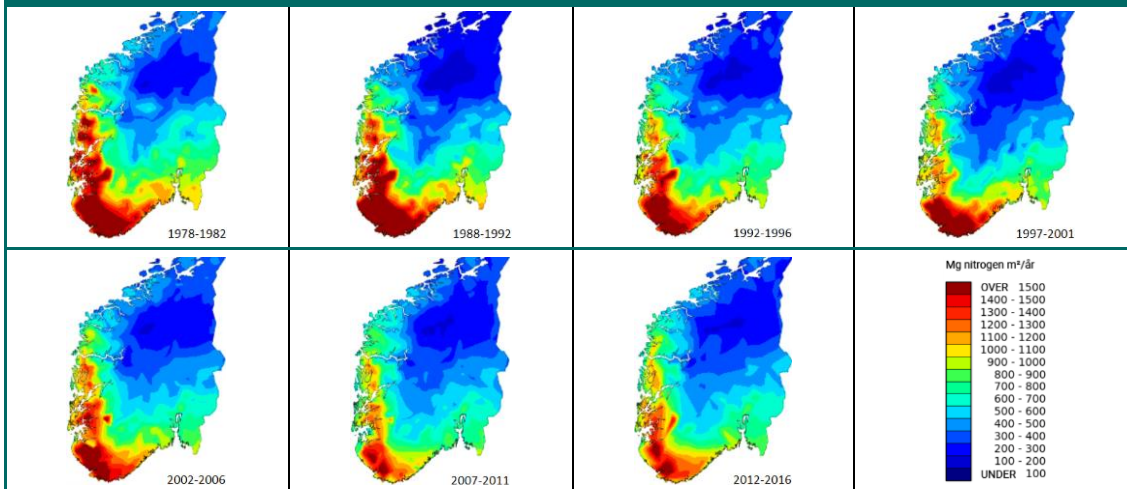 1978-1982
1988-1992
1992-1996
1997-2001
2002-2006
2007-2011
2012-2016
Mg nitrogen m²/år
OVER 1500
1400 - 1500
1300 - 1400
1200 - 1300
1100 - 1200
1000 - 1100
900 - 1000
800 - 900
700 - 800
600 - 700
500 - 600
400 - 500
300 - 400
200 - 300
100 - 200
UNDER 100